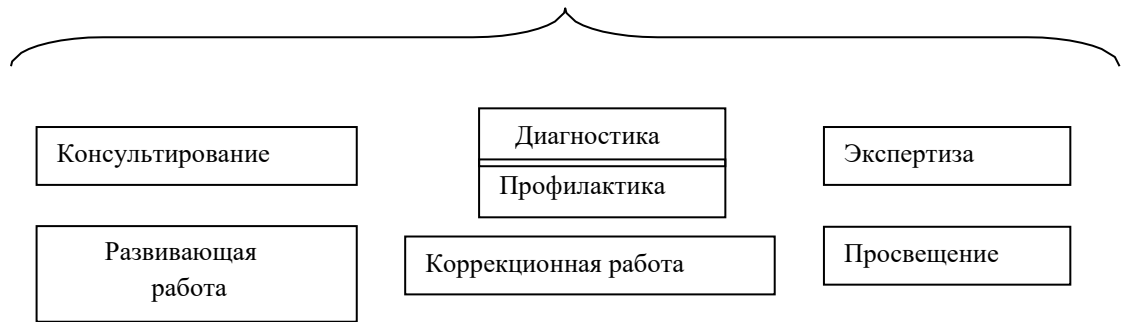 Консультирование
Диагностика
Профилактика
Экспертиза
Развивающая
работа
Коррекционная работа
Просвещение